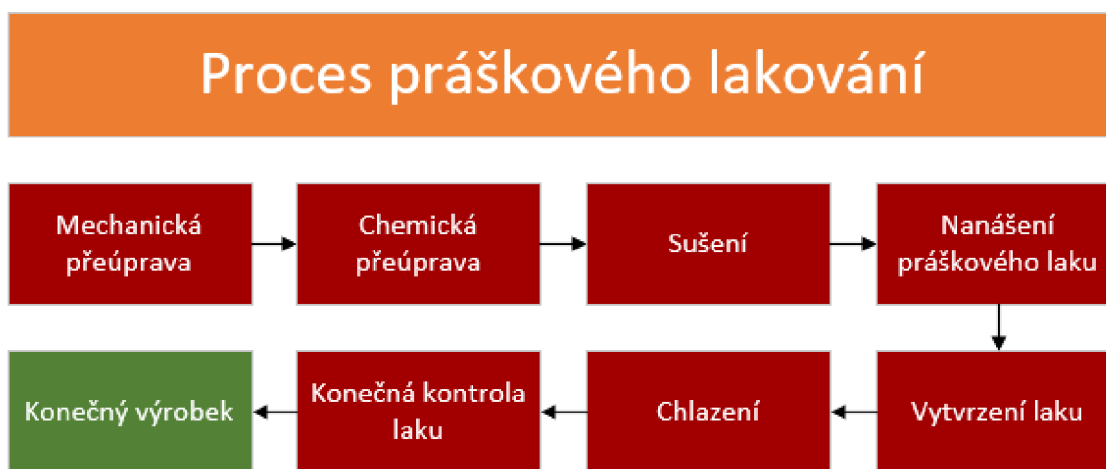 Proces práškového lakování
Mechanická
přeúprava
Chemická
přeúprava
Sušení
Nanášení
práškového laku
Konečný výrobek
Konečná kontrola
laku
Chlazení
Vytvrzení laku